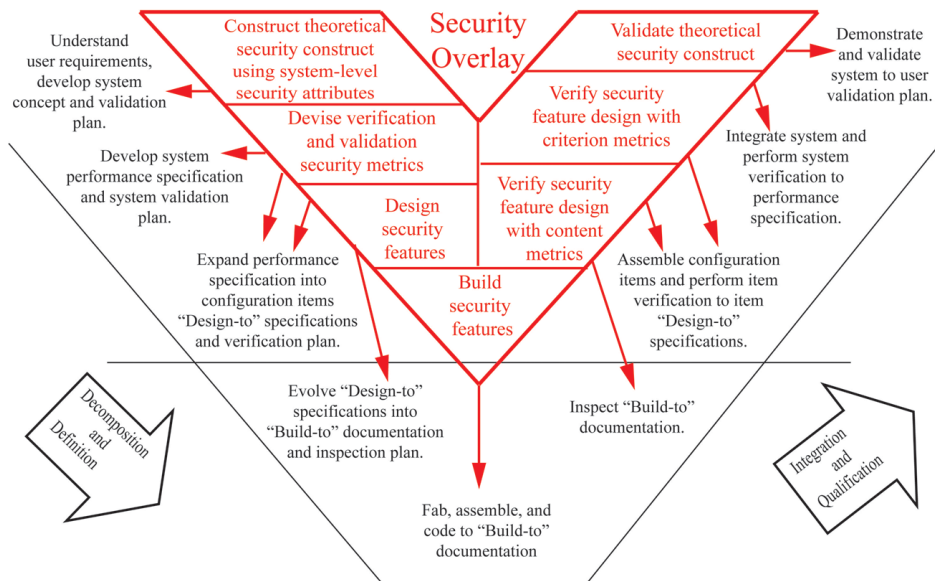 Security
Overlay
Construct theoretical
security construct
using system-level
security attributes
Validate theoretical
security construct
Understand
user requirements,
develop system
concept and validation
plan.
Demonstrate
and validate
system to user
validation plan.
Devise verification
and validation
security metrics
Verify security
feature design with
criterion metrics
Develop system
performance specification
and system validation
plan.
Integrate system and
perform system
verification to
performance
specification.
Design
security
features
Verify security
feature design
with content
metrics
Expand performance
specification into
configuration items
“Design-to” specifications
and verification plan.
Build
security
features
Assemble configuration
items and perform item
verification to item
“Design-to”
specifications.
Evolve “Design-to”
specifications into
“Build-to” documentation
and inspection plan.
Inspect “Build-to”
documentation.
Decomposition
and
Definition
Integration
and
Qualification
Fab, assemble, and
code to “Build-to”
documentation